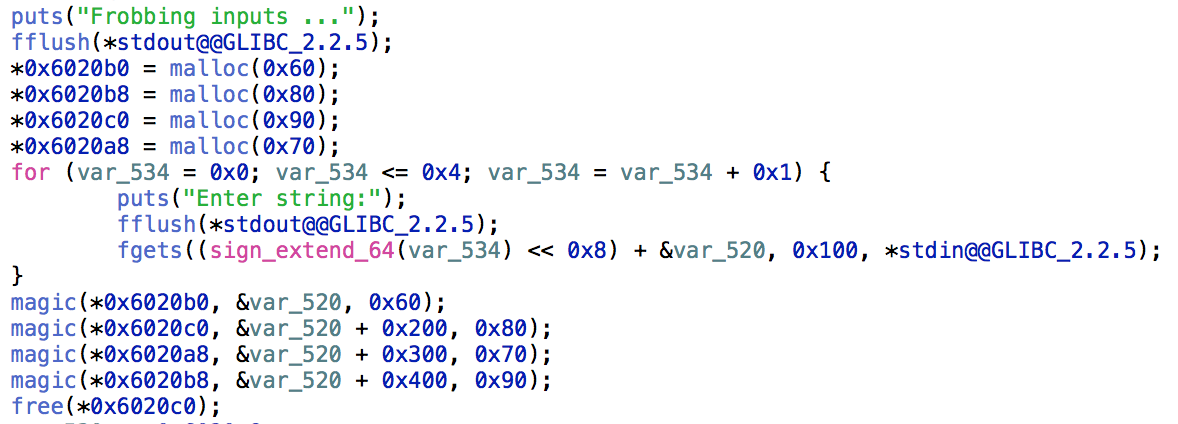 puts("Frobbing inputs ...");
fflush(*stdout@@GLIBC_2.2.5);
*0x6020b0 = malloc(0x60);
*0x6020b8 = malloc(0x80);
*0x6020c0 = malloc(0x90);
*0x6020a8 = malloc(0x70);
for (var_534 = 0x0; var_534 <= 0x4; var_534 = var_534 + 0x1) {
puts("Enter string:");
fflush(*stdout@@GLIBC_2.2.5);
fgets((sign_extend_64(var_534) << 0x8) + &var_520, 0x100, *stdin@@GLIBC_2.2.5);
}
magic(*0x6020b0, &var_520, 0x60);
magic(*0x6020c0, &var_520 + 0x200, 0x80);
magic(*0x6020a8, &var_520 + 0x300, 0x70);
magic(*0x6020b8, &var_520 + 0x400, 0x90);
free(*0x6020c0);